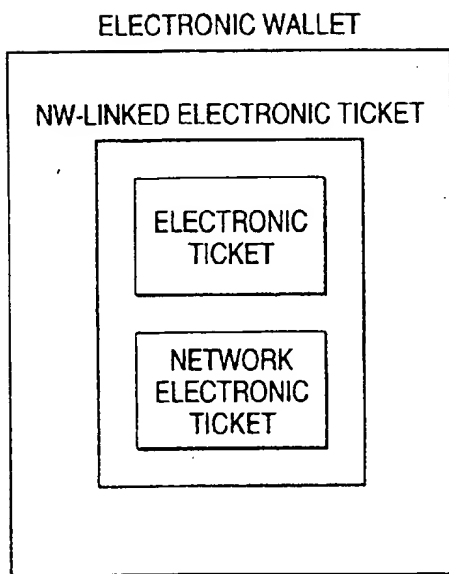 ELECTRONIC WALLET
NW-LINKED ELECTRONIC TICKET
ELECTRONIC
TICKET
NETWORK
ELECTRONIC
TICKET